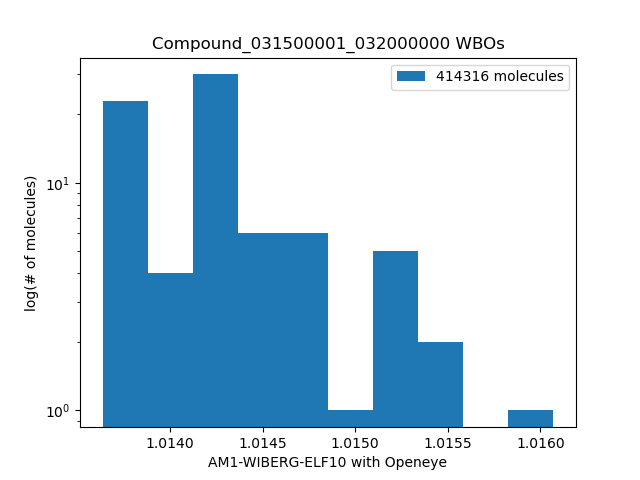 Compound_031500001_032000000 WBOs
414316 molecules
log(# of molecules)
10¹
10⁰
1.0140 1.0145 1.0150 1.0155 1.0160
AM1-WIBERG-ELF10 with Openeye